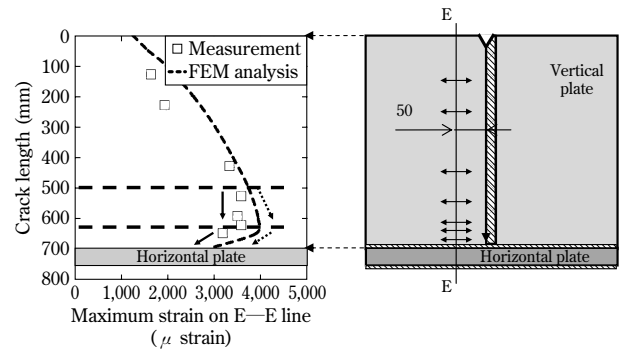 E
0
100
200
300
400
500
600
700
800
Crack length (mm)
Measurement
FEM analysis
Horizontal plate
0
1,000
2,000
3,000
4,000
5,000
Maximum strain on E—E line
(μ strain)
Vertical
plate
50
Horizontal plate
E